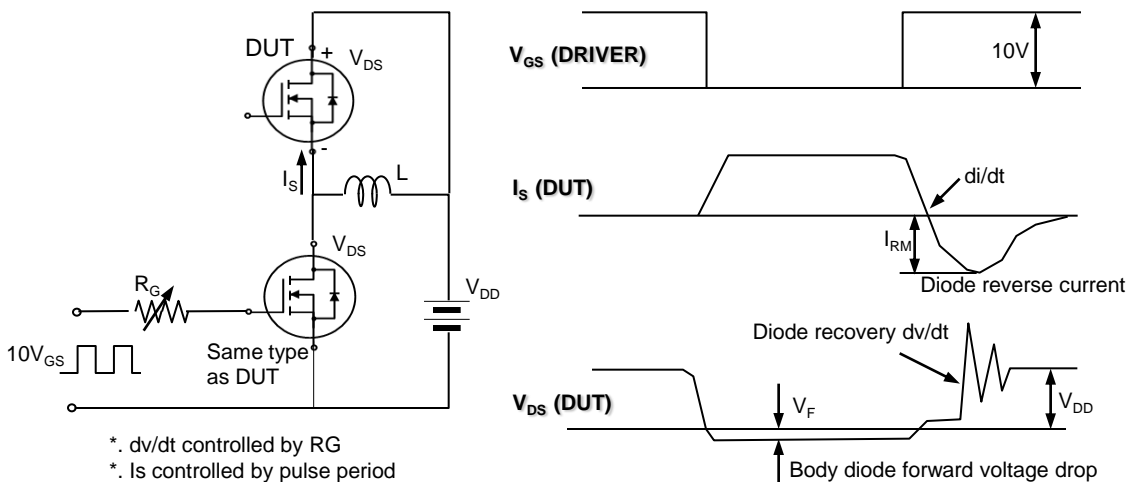 DUT
+
V_DS
-
I_S
L
V_DS
R_G
V_DD
10V_GS
Same type
as DUT
*. dv/dt controlled by RG
*. Is controlled by pulse period
V_GS (DRIVER)
10V
I_S (DUT)
di/dt
I_RM
Diode reverse current
Diode recovery dv/dt
V_DS (DUT)
V_F
V_DD
Body diode forward voltage drop